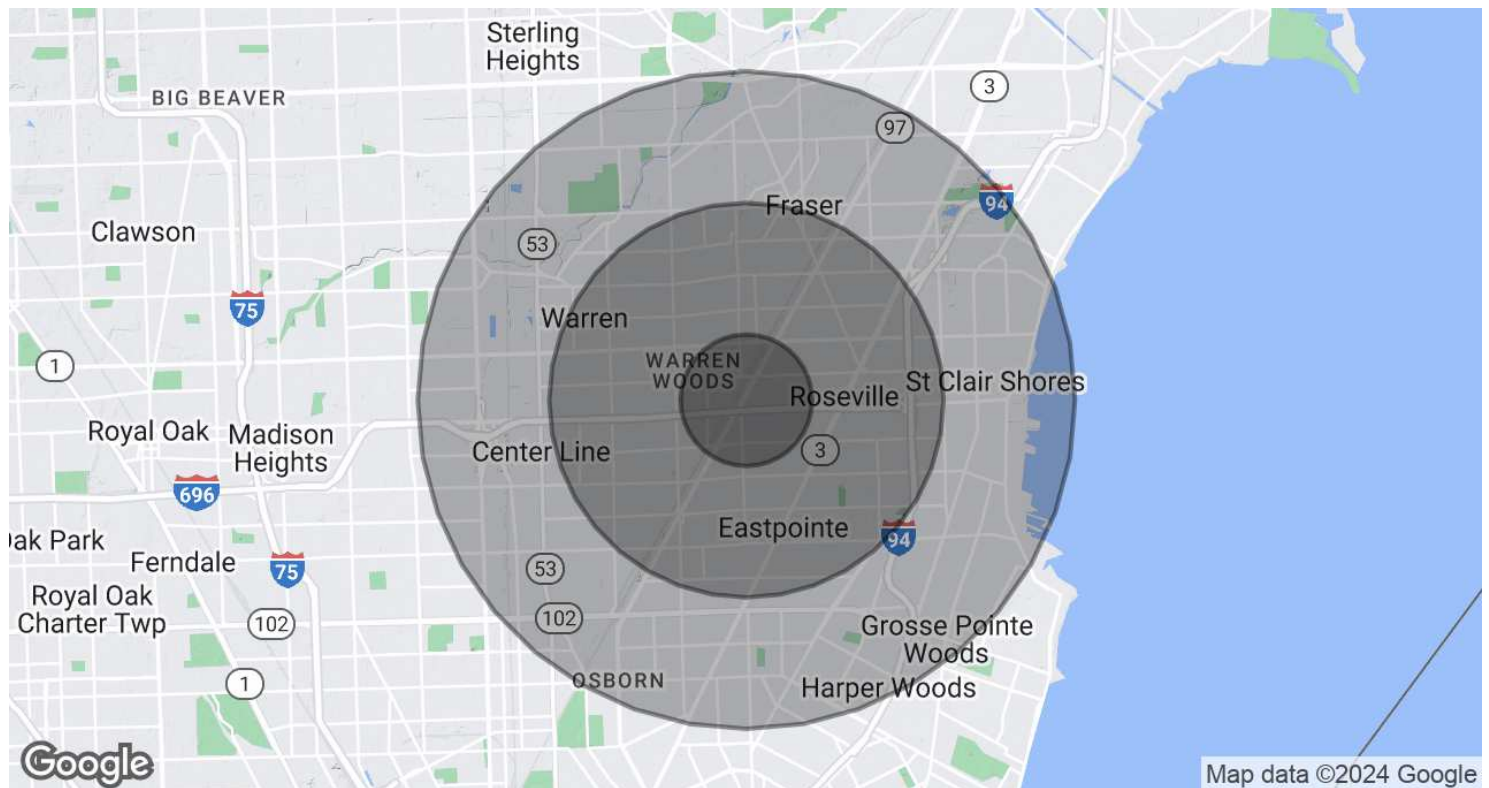 Sterling
Heights
BIG BEAVER
3
97
94
Fraser
Clawson
53
75
Warren
WARREN
WOODS
1
St Clair Shores
Roseville
Royal Oak
Madison
Heights
Center Line
3
696
Eastpointe
94
Oak Park
Ferndale
75
53
Royal Oak
Charter Twp
102
102
Grosse Pointe
Woods
1
OSBORN
Harper Woods
Google
Map data ©2024 Google